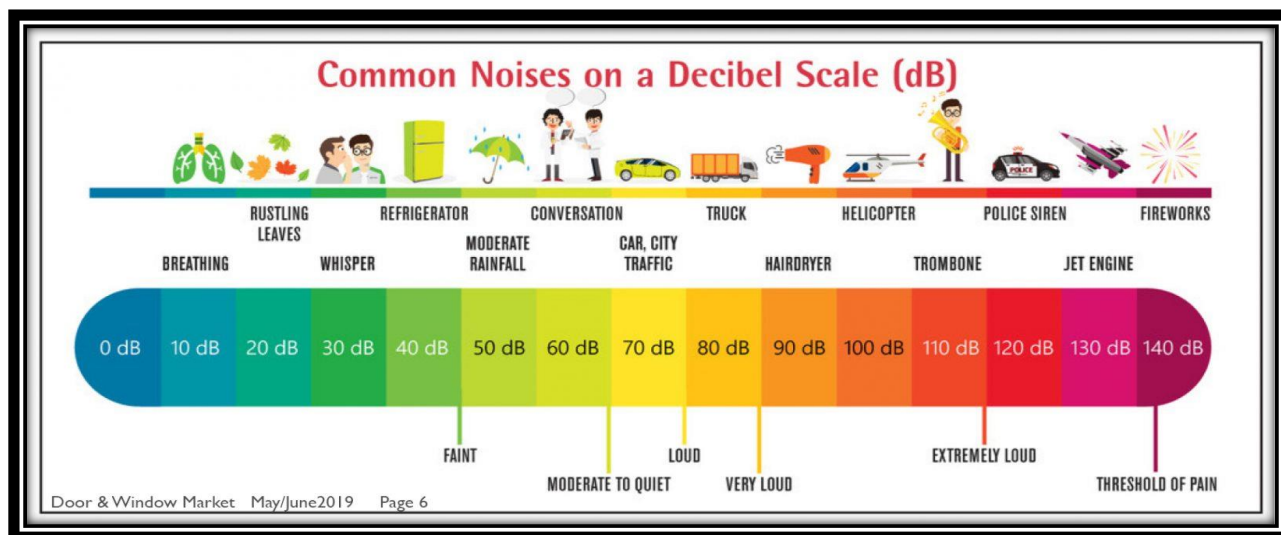 Common Noises on a Decibel Scale (dB)
POLICE
RUSTLING
LEAVES
REFRIGERATOR
CONVERSATION
TRUCK
HELICOPTER
POLICE SIREN
FIREWORKS
BREATHING
WHISPER
MODERATE
RAINFALL
CAR, CITY
TRAFFIC
HAIRDRYER
TROMBONE
JET ENGINE
0 dB 10 dB 20 dB 30 dB 40 dB 50 dB 60 dB 70 dB 80 dB 90 dB 100 dB 110 dB 120 dB 130 dB 140 dB
FAINT
LOUD
EXTREMELY LOUD
MODERATE TO QUIET
VERY LOUD
THRESHOLD OF PAIN
Door & Window Market May/June2019 Page 6